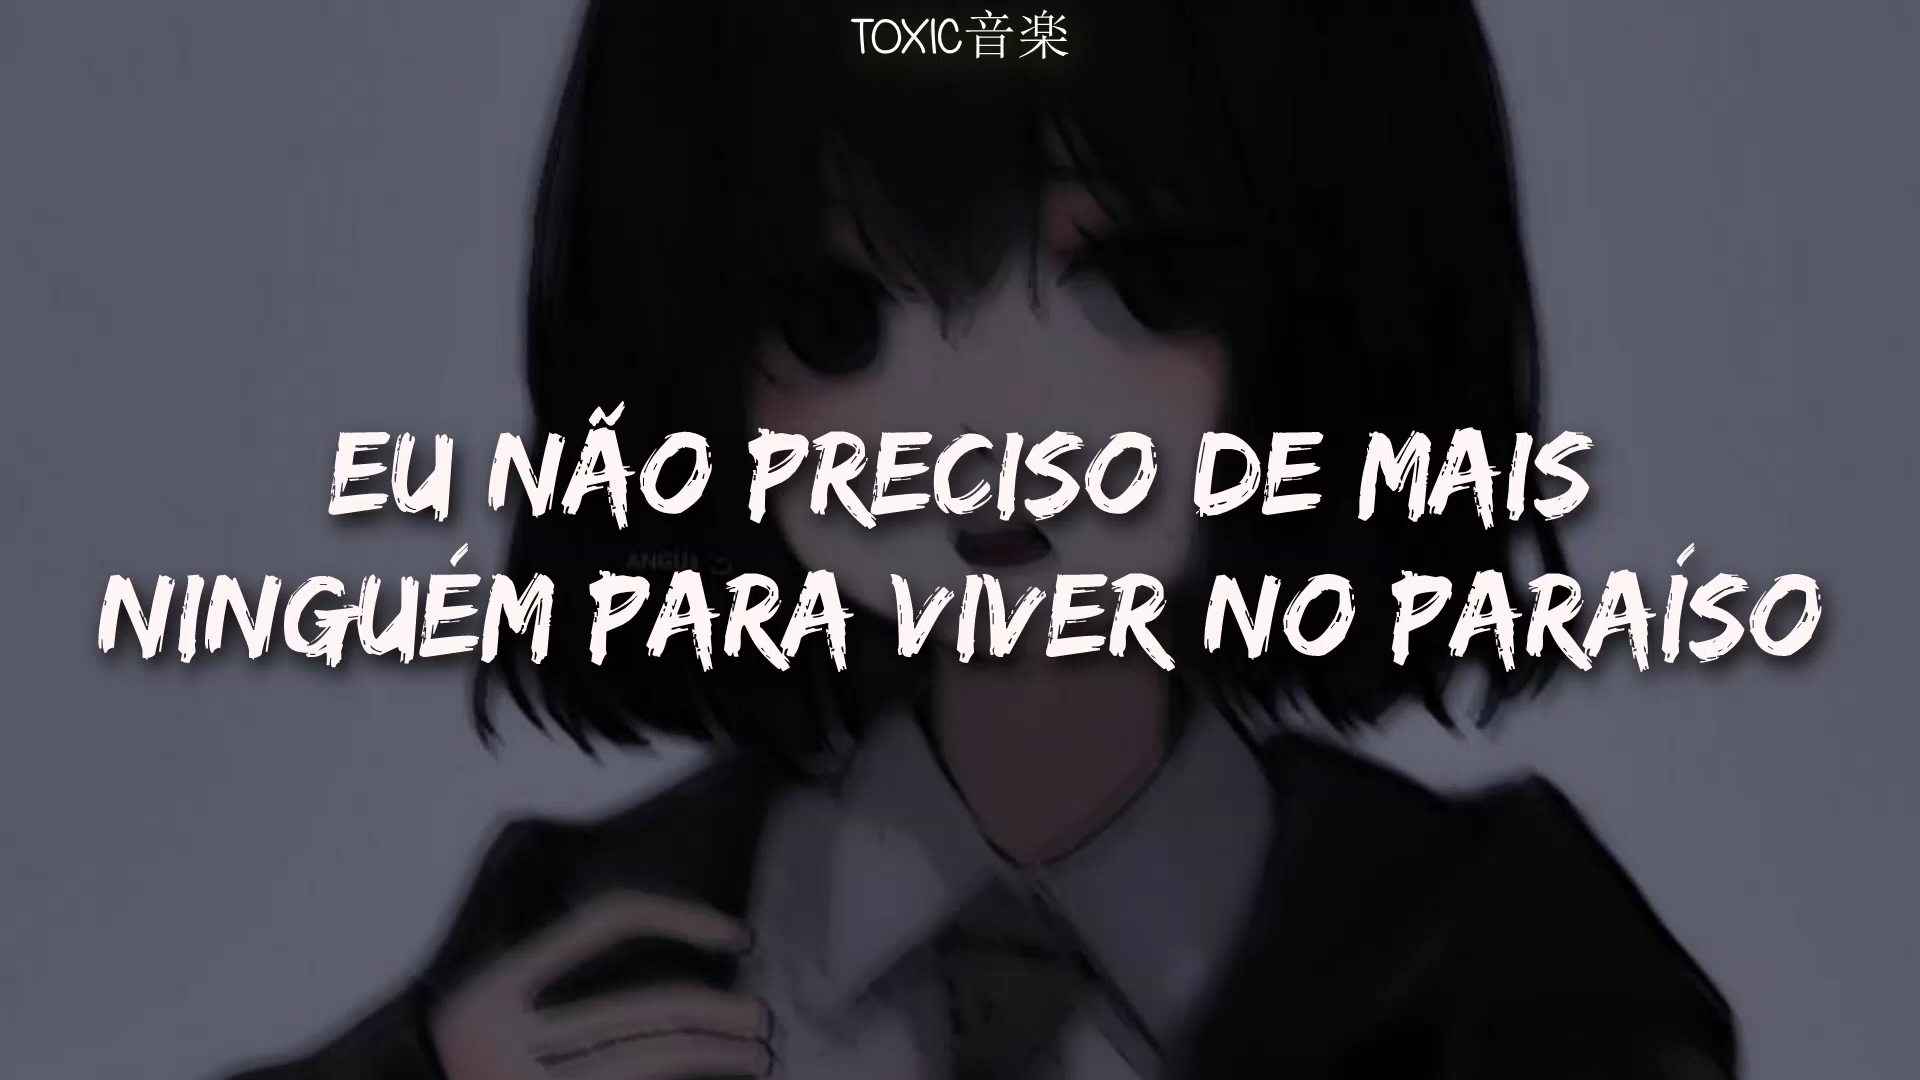 TOXIC音楽
EU NÃO PRECISO DE MAIS
NINGUÉM PARA VIVER NO PARAÍSO